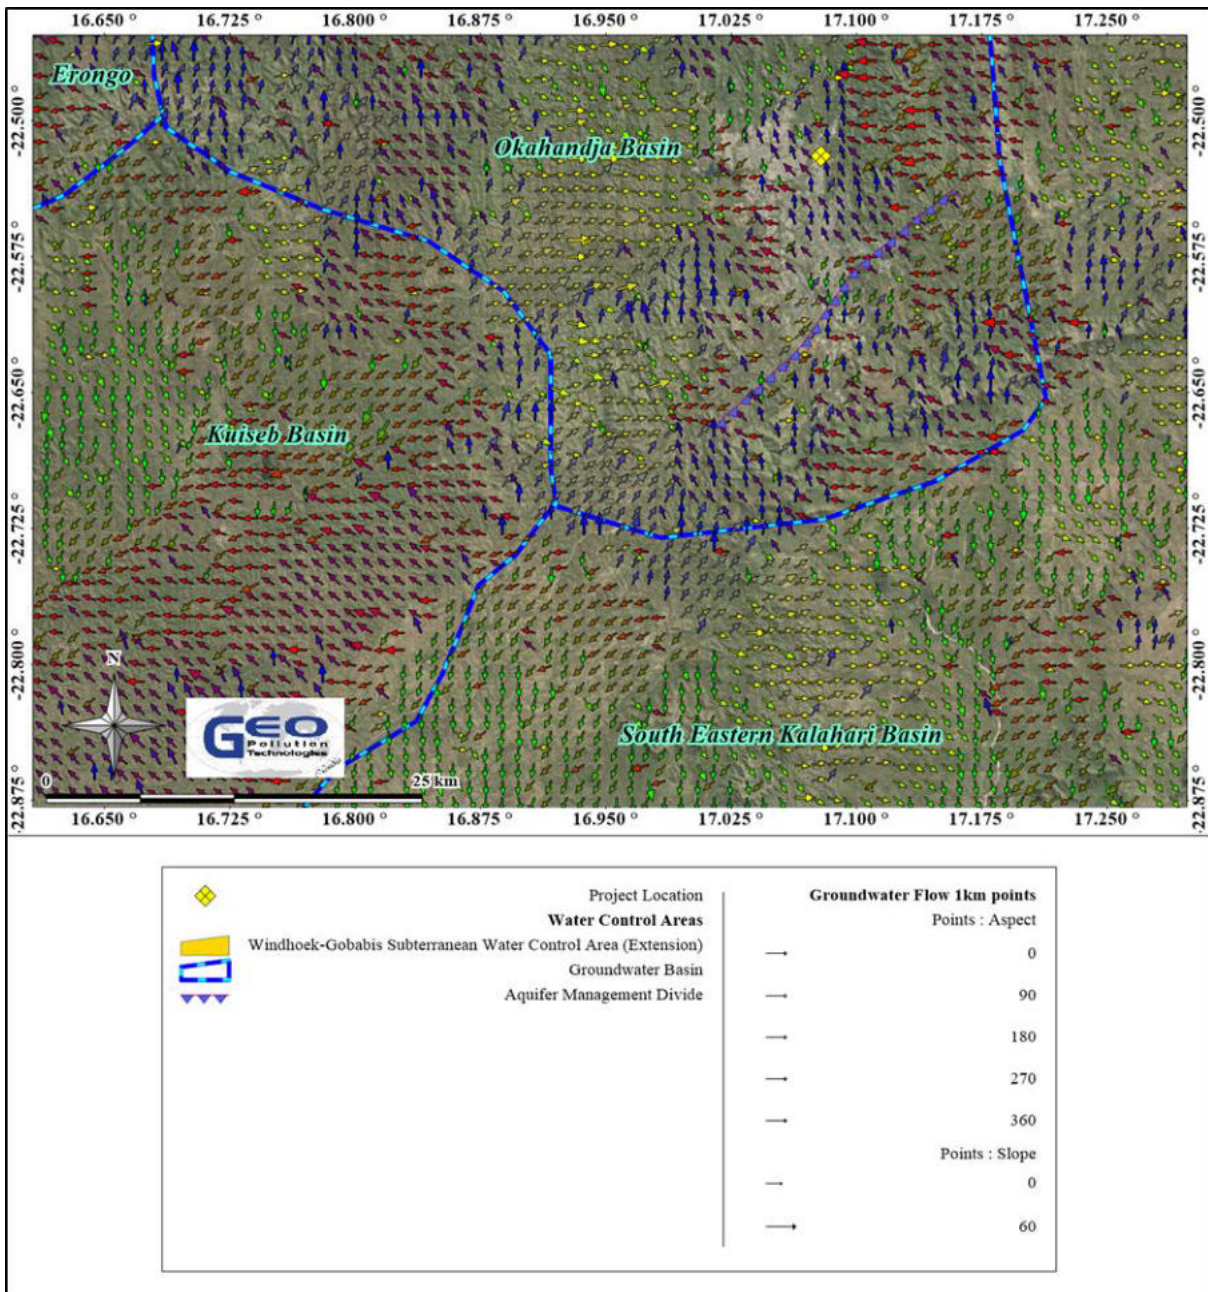 16.650 ° 16.725 ° 16.800 ° 16.875 ° 16.950 ° 17.025 ° 17.100 ° 17.175 ° 17.250 °
Erongo
-22.500 ° -22.500 °
Okahandja Basin
-22.575 ° -22.575 °
-22.650 ° -22.650 °
Kuiseb Basin
-22.725 ° -22.725 °
-22.800 ° -22.800 °
N
GEO
Pollution
Technologies
South Eastern Kalahari Basin
0 25 km
-22.875 ° -22.875 °
16.650 ° 16.725 ° 16.800 ° 16.875 ° 16.950 ° 17.025 ° 17.100 ° 17.175 ° 17.250 °
Project Location
Water Control Areas
Windhoek-Gobabis Subterranean Water Control Area (Extension)
Groundwater Basin
Aquifer Management Divide
Groundwater Flow 1km points
Points : Aspect
0
90
180
270
360
Points : Slope
0
60